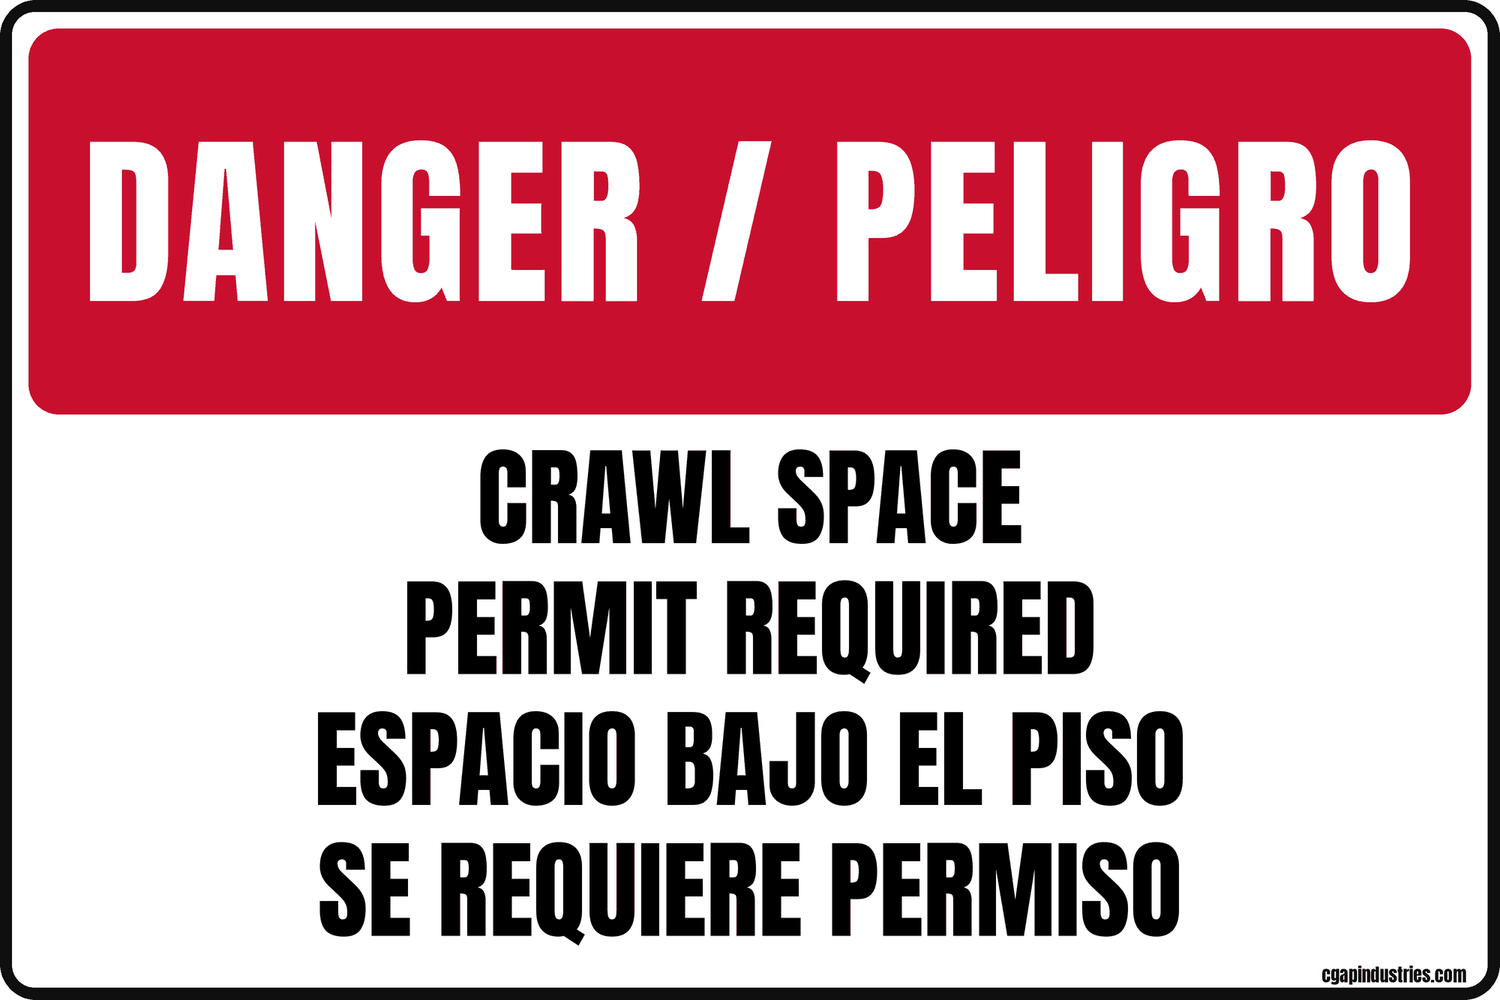 DANGER / PELIGRO
CRAWL SPACE
PERMIT REQUIRED
ESPACIO BAJO EL PISO
SE REQUIERE PERMISO
cgapindustries.com